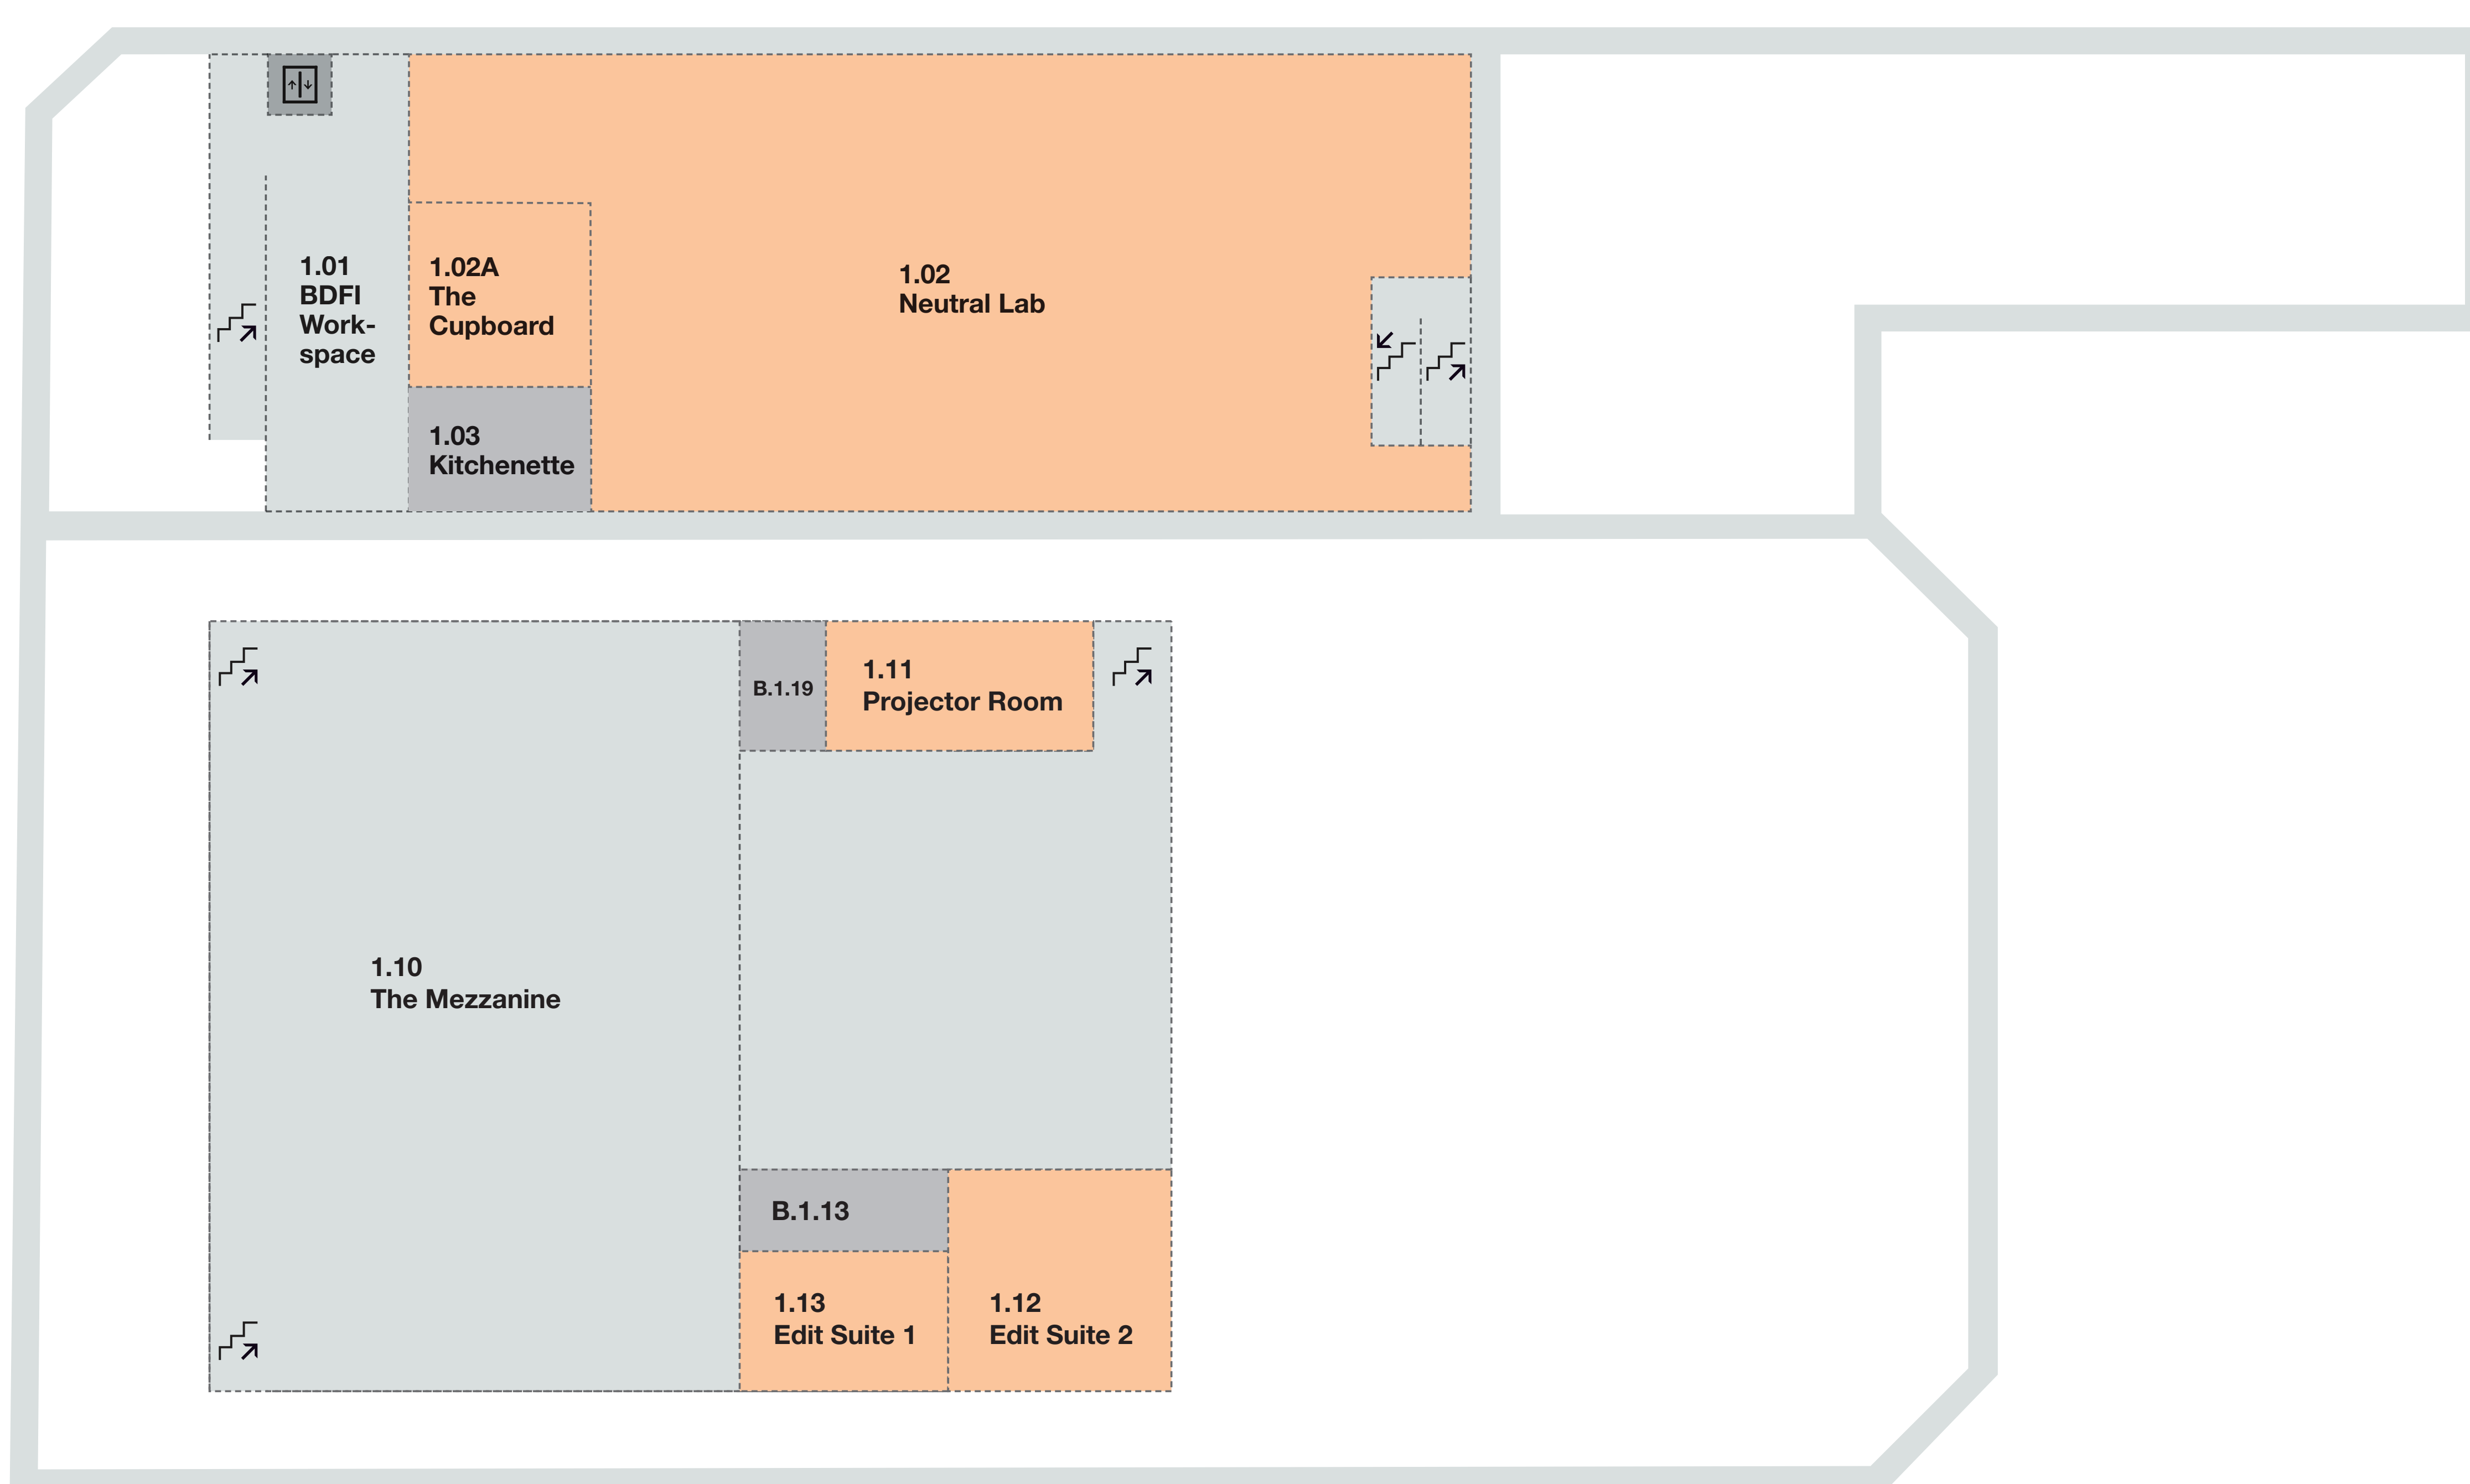 1.01
BDFI
Work-
space
1.02A
The
Cupboard
1.03
Kitchenette
1.02
Neutral Lab
B.1.19
1.11
Projector Room
1.10
The Mezzanine
B.1.13
1.13
Edit Suite 1
1.12
Edit Suite 2